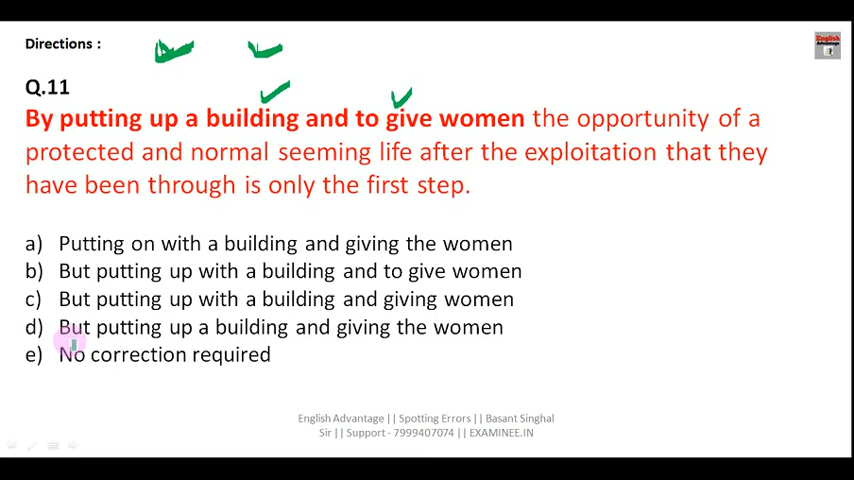 Directions :
English
Advantage
Q.11
By putting up a building and to give women the opportunity of a
protected and normal seeming life after the exploitation that they
have been through is only the first step.
a) Putting on with a building and giving the women
b) But putting up with a building and to give women
c) But putting up with a building and giving women
d) But putting up a building and giving the women
e) No correction required
English Advantage || Spotting Errors || Basant Singhal
Sir || Support - 7999407074 || EXAMINEE.IN